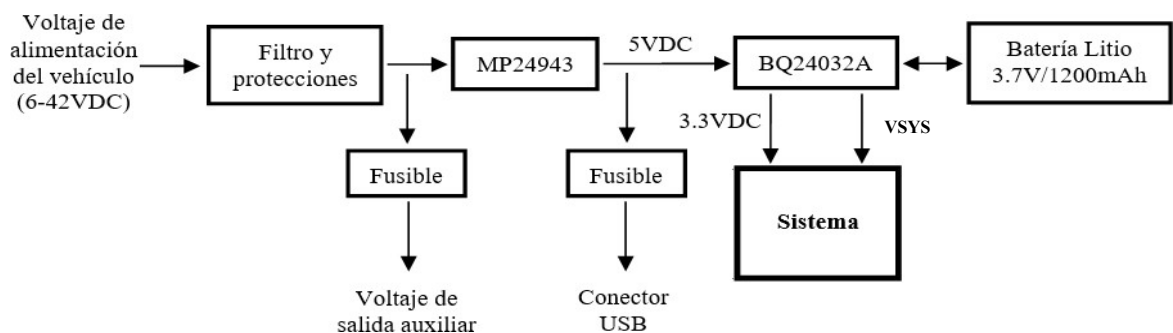 Voltaje de
alimentación
del vehículo
(6-42VDC)
Filtro y
protecciones
MP24943
5VDC
BQ24032A
Batería Litio
3.7V/1200mAh
3.3VDC
VSYS
Fusible
Fusible
Sistema
Voltaje de
salida auxiliar
Conector
USB